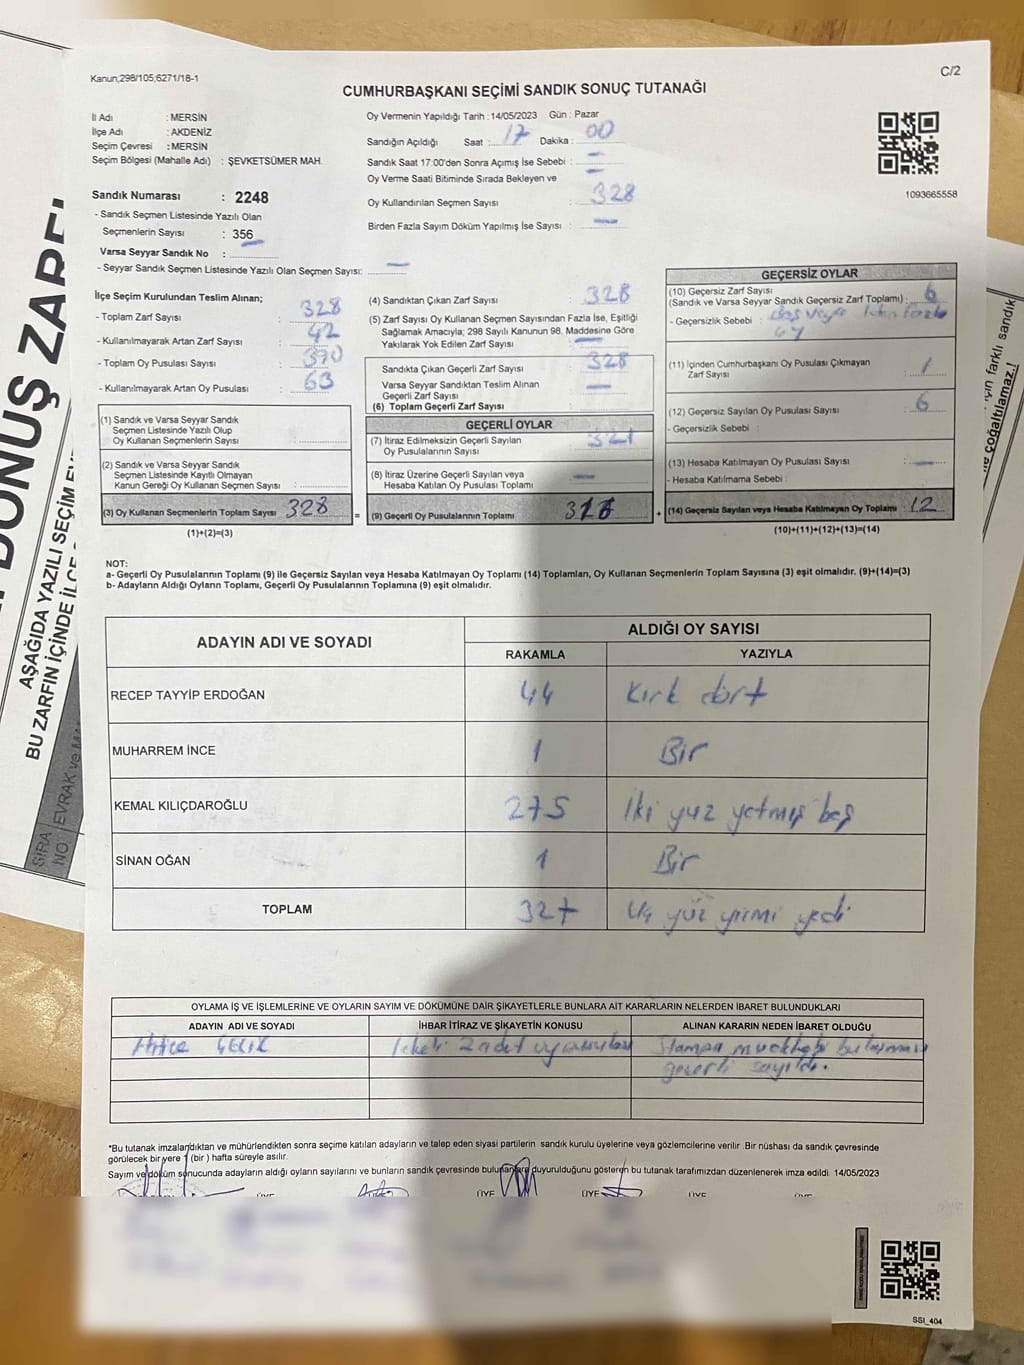 Kanun;298/105;6271/18-1
C/2
CUMHURBAŞKANI SEÇİMİ SANDIK SONUÇ TUTANAĞI
İl Adı : MERSİN
İlçe Adı : AKDENİZ
Seçim Çevresi : MERSİN
Seçim Bölgesi (Mahalle Adı) : ŞEVKETSÜMER MAH.
Sandık Numarası : 2248
- Sandık Seçmen Listesinde Yazılı Olan
Seçmenlerin Sayısı : 356
Varsa Seyyar Sandık No :
- Seyyar Sandık Seçmen Listesinde Yazılı Olan Seçmen Sayısı: —
Oy Vermenin Yapıldığı Tarih : 14/05/2023 Gün : Pazar
Sandığın Açıldığı Saat : 17 Dakika : 00
Sandık Saat 17:00'den Sonra Açımış İse Sebebi : —
Oy Verme Saati Bitiminde Sırada Bekleyen ve : —
Oy Kullandırılan Seçmen Sayısı : 328
Birden Fazla Sayım Döküm Yapılmış İse Sayısı : —
1093665558
İlçe Seçim Kurulundan Teslim Alınan;
- Toplam Zarf Sayısı : 328
- Kullanılmayarak Artan Zarf Sayısı : 42
- Toplam Oy Pusulası Sayısı : 390
- Kullanılmayarak Artan Oy Pusulası : 63
(1) Sandık ve Varsa Seyyar Sandık
Seçmen Listesinde Yazılı Olup
Oy Kullanan Seçmenlerin Sayısı :
(2) Sandık ve Varsa Seyyar Sandık
Seçmen Listesinde Kayıtlı Olmayan
Kanun Gereği Oy Kullanan Seçmen Sayısı :
(3) Oy Kullanan Seçmenlerin Toplam Sayısı 328
(1)+(2)=(3)
(4) Sandıktan Çıkan Zarf Sayısı : 328
(5) Zarf Sayısı Oy Kullanan Seçmen Sayısından Fazla İse, Eşitliği
Sağlamak Amacıyla; 298 Sayılı Kanunun 98. Maddesine Göre
Yakılarak Yok Edilen Zarf Sayısı : —
Sandıkta Çıkan Geçerli Zarf Sayısı : 328
Varsa Seyyar Sandıktan Teslim Alınan
Geçerli Zarf Sayısı : —
(6) Toplam Geçerli Zarf Sayısı :
GEÇERLİ OYLAR
(7) İtiraz Edilmeksizin Geçerli Sayılan
Oy Pusulalarının Sayısı : 321
(8) İtiraz Üzerine Geçerli Sayılan veya
Hesaba Katılan Oy Pusulası Toplamı : —
= (9) Geçerli Oy Pusulalarının Toplamı
GEÇERSİZ OYLAR
(10) Geçersiz Zarf Sayısı
(Sandık ve Varsa Seyyar Sandık Geçersiz Zarf Toplamı) : 6
- Geçersizlik Sebebi : Boş veya fazla
oy
(11) İçinden Cumhurbaşkanı Oy Pusulası Çıkmayan
Zarf Sayısı : 1
(12) Geçersiz Sayılan Oy Pusulası Sayısı : 6
- Geçersizlik Sebebi :
(13) Hesaba Katılmayan Oy Pusulası Sayısı : —
- Hesaba Katılmama Sebebi :
+ (14) Geçersiz Sayılan veya Hesaba Katılmayan Oy Toplamı : 12
(10)+(11)+(12)+(13)=(14)
NOT:
a- Geçerli Oy Pusulalarının Toplamı (9) ile Geçersiz Sayılan veya Hesaba Katılmayan Oy Toplamı (14) Toplamları, Oy Kullanan Seçmenlerin Toplam Sayısına (3) eşit olmalıdır. (9)+(14)=(3)
b- Adayların Aldığı Oyların Toplamı, Geçerli Oy Pusulalarının Toplamına (9) eşit olmalıdır.
ADAYIN ADI VE SOYADI
ALDIĞI OY SAYISI
RAKAMLA YAZIYLA
RECEP TAYYİP ERDOĞAN 44 Kırk dört
MUHARREM İNCE 1 Bir
KEMAL KILIÇDAROĞLU 275 İki yuz yetmış beş
SİNAN OĞAN 1 Bir
TOPLAM 327 Üç yüz yirmi yedi
OYLAMA İŞ VE İŞLEMLERİNE VE OYLARIN SAYIM VE DÖKÜMÜNE DAİR ŞİKAYETLERLE BUNLARA AİT KARARLARIN NELERDEN İBARET BULUNDUKLARI
ADAYIN ADI VE SOYADI İHBAR İTİRAZ VE ŞİKAYETİN KONUSU ALINAN KARARIN NEDEN İBARET OLDUĞU
Hatice ÇELİK 2 adet oy Stampa
geçerli sayıldı.
*Bu tutanak imzalandıktan ve mühürlendikten sonra seçime katılan adayların ve talep eden siyasi partilerin sandık kurulu üyelerine veya gözlemcilerine verilir .Bir nüshası da sandık çevresinde
görülecek bir yere 1 (bir ) hafta süreyle asılır.
Sayım ve döküm sonucunda adayların aldığı oyların sayılarını ve bunların sandık çevresinde duyurulduğunu gösteren bu tutanak tarafımızdan düzenlenerek imza edildi. 14/05/2023
ÜYE ÜYE ÜYE ÜYE ÜYE
SSI_404
DÖNÜŞ ZARFI
AŞAĞIDA YAZILI SEÇİM
BU ZARFIN İÇİNDE İLÇE
SIRA NO:
EVRAK ve
için farklı sandık
çoğaltılamaz!